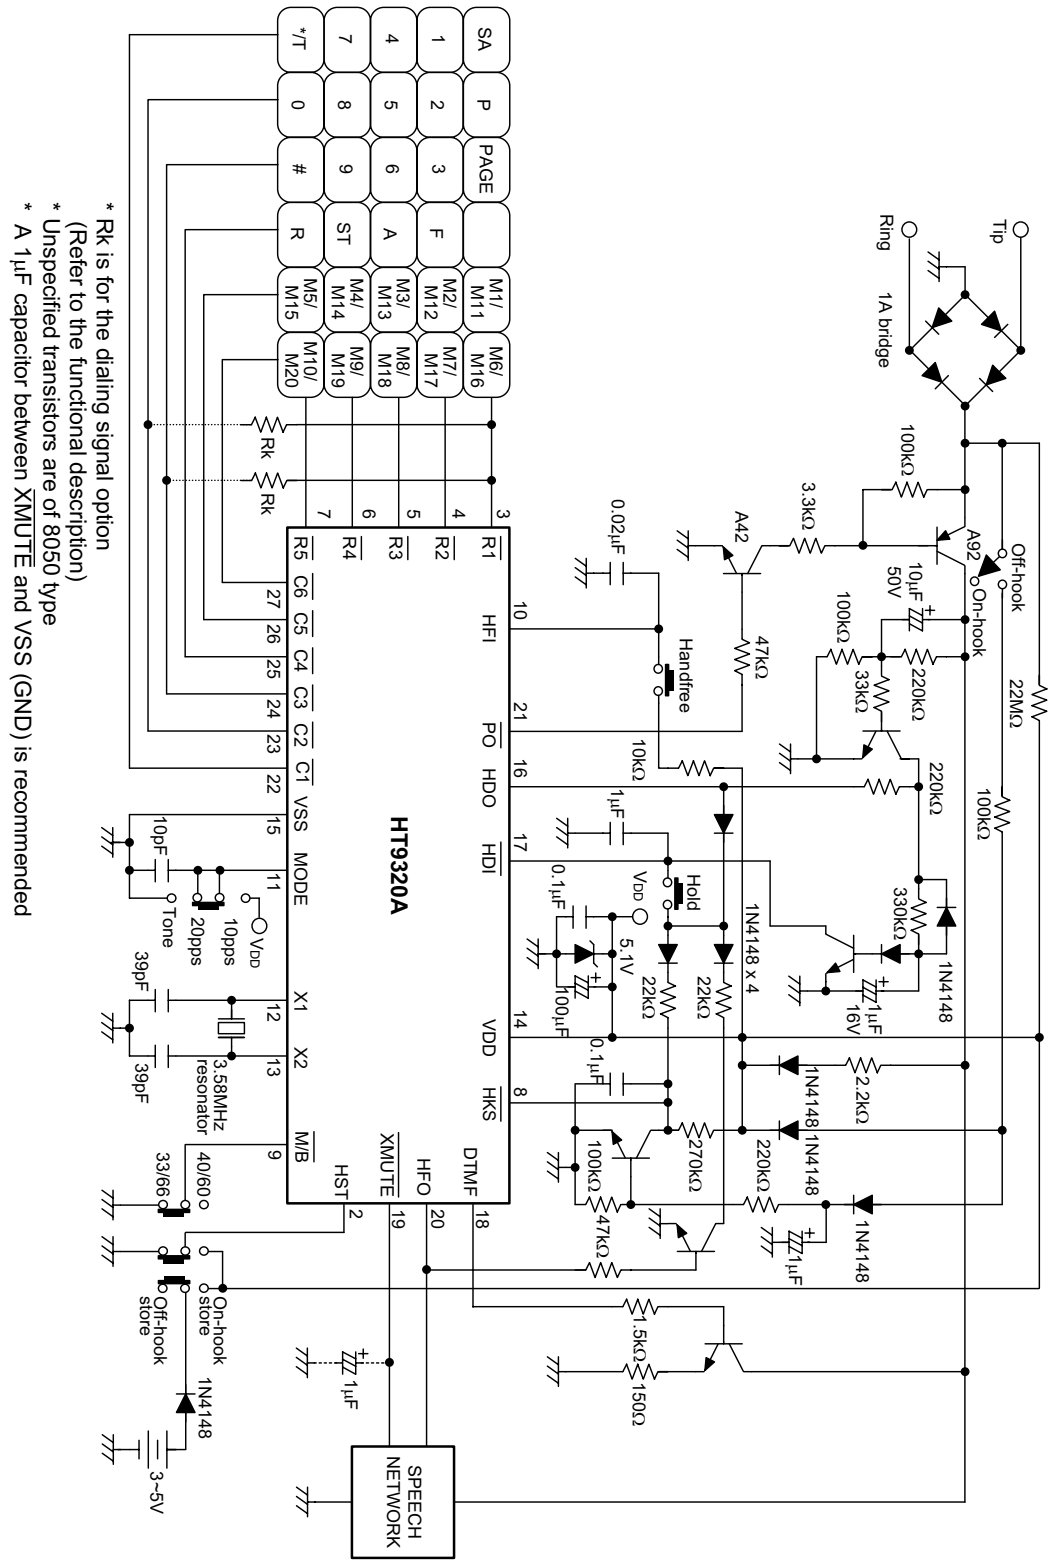 Tip
Ring
1A bridge
100kΩ
A92
Off-hook
On-hook
22MΩ
100kΩ
3.3kΩ
A42
47kΩ
10µF
50V
+
100kΩ
220kΩ
33kΩ
220kΩ
330kΩ
1N4148
1µF
16V
+
0.02µF
Handfree
10kΩ
1µF
Hold
VDD
0.1µF
5.1V
+
100µF
1N4148 x 4
22kΩ
22kΩ
2.2kΩ
1N4148
1N4148
0.1µF
270kΩ
220kΩ
100kΩ
1N4148
+
1µF
47kΩ
1.5kΩ
150Ω
SA
P
PAGE
M1/
M11
M6/
M16
1
2
3
F
M2/
M12
M7/
M17
4
5
6
A
M3/
M13
M8/
M18
7
8
9
ST
M4/
M14
M9/
M19
*/T
0
#
R
M5/
M15
M10/
M20
Rk
Rk
3
4
5
6
7
R1
R2
R3
R4
R5
10
21
16
17
14
8
HFI
PO
HDO
HDI
VDD
HKS
HT9320A
DTMF
HFO
XMUTE
HST
18
20
19
2
C6
C5
C4
C3
C2
C1
VSS
MODE
X1
X2
M/B
27
26
25
24
23
22
15
11
12
13
9
10pF
VDD
10pps
20pps
Tone
39pF
39pF
3.58MHz
resonator
40/60
33/66
On-hook
store
Off-hook
store
1N4148
3~5V
+
1µF
SPEECH
NETWORK
* Rk is for the dialing signal option
(Refer to the functional description)
* Unspecified transistors are of 8050 type
* A 1µF capacitor between XMUTE and VSS (GND) is recommended